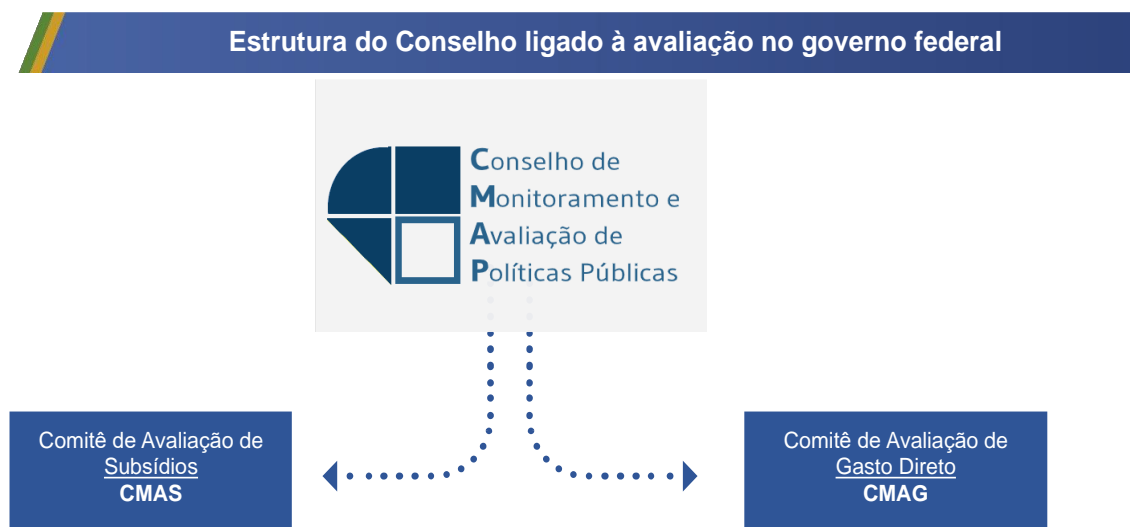 Estrutura do Conselho ligado à avaliação no governo federal
Conselho de
Monitoramento e
Avaliação de
Políticas Públicas
Comitê de Avaliação de
Subsídios
CMAS
Comitê de Avaliação de
Gasto Direto
CMAG